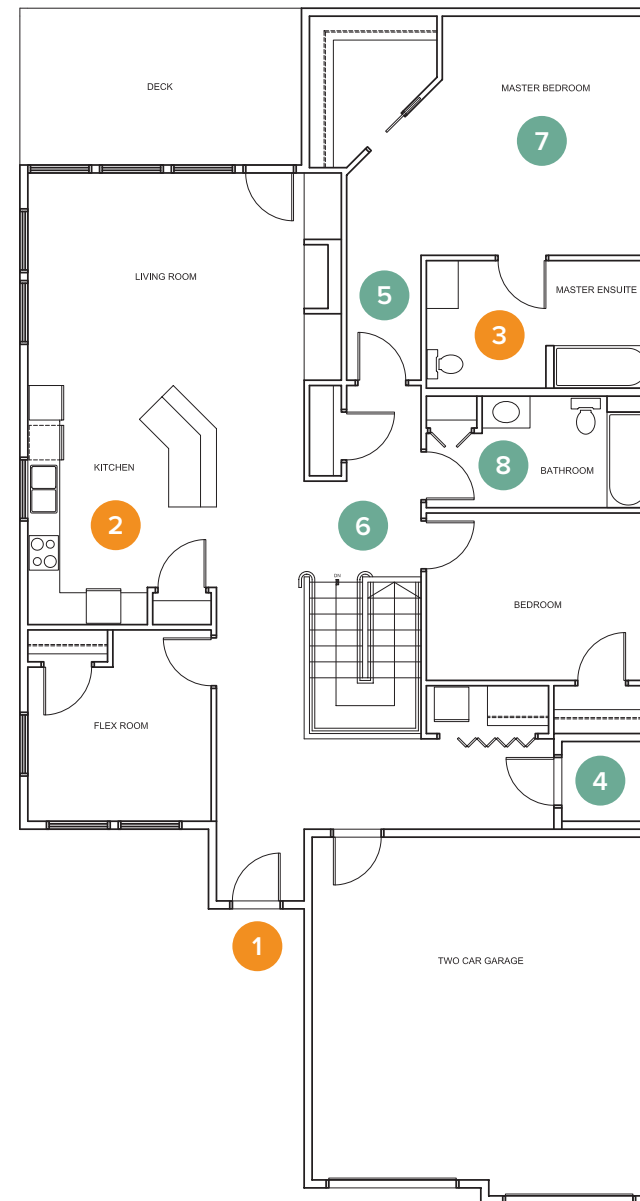 DECK
MASTER BEDROOM
7
LIVING ROOM
5
MASTER ENSUITE
3
KITCHEN
8
BATHROOM
2
6
DN
BEDROOM
FLEX ROOM
4
1
TWO CAR GARAGE